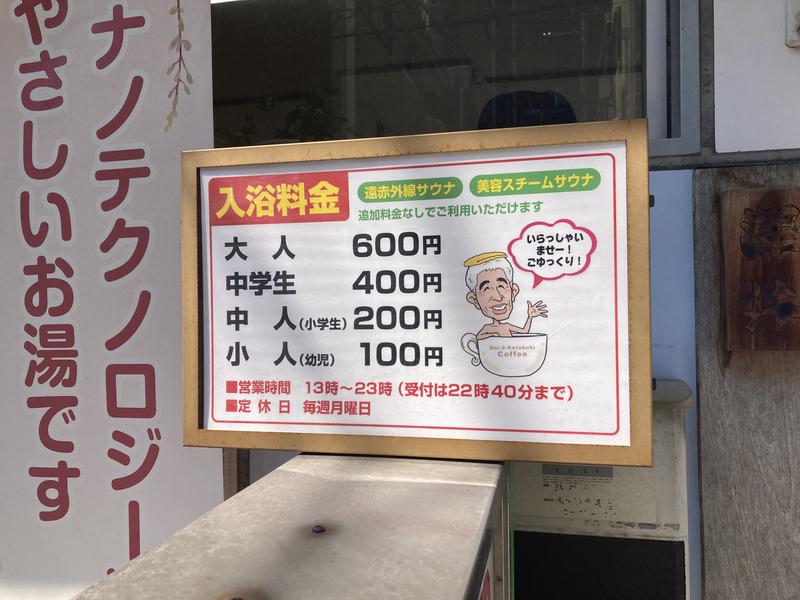 ナノテクノロジー
やさしいお湯です
入浴料金
遠赤外線サウナ
美容スチームサウナ
追加料金なしでご利用いただけます
大人 600円
中学生 400円
中人(小学生) 200円
小人(幼児) 100円
いらっしゃい
ませー!
ごゆっくり!
Dai-2-Kotobuki
Coffee
■営業時間 13時～23時(受付は22時40分まで)
■定休日 毎週月曜日